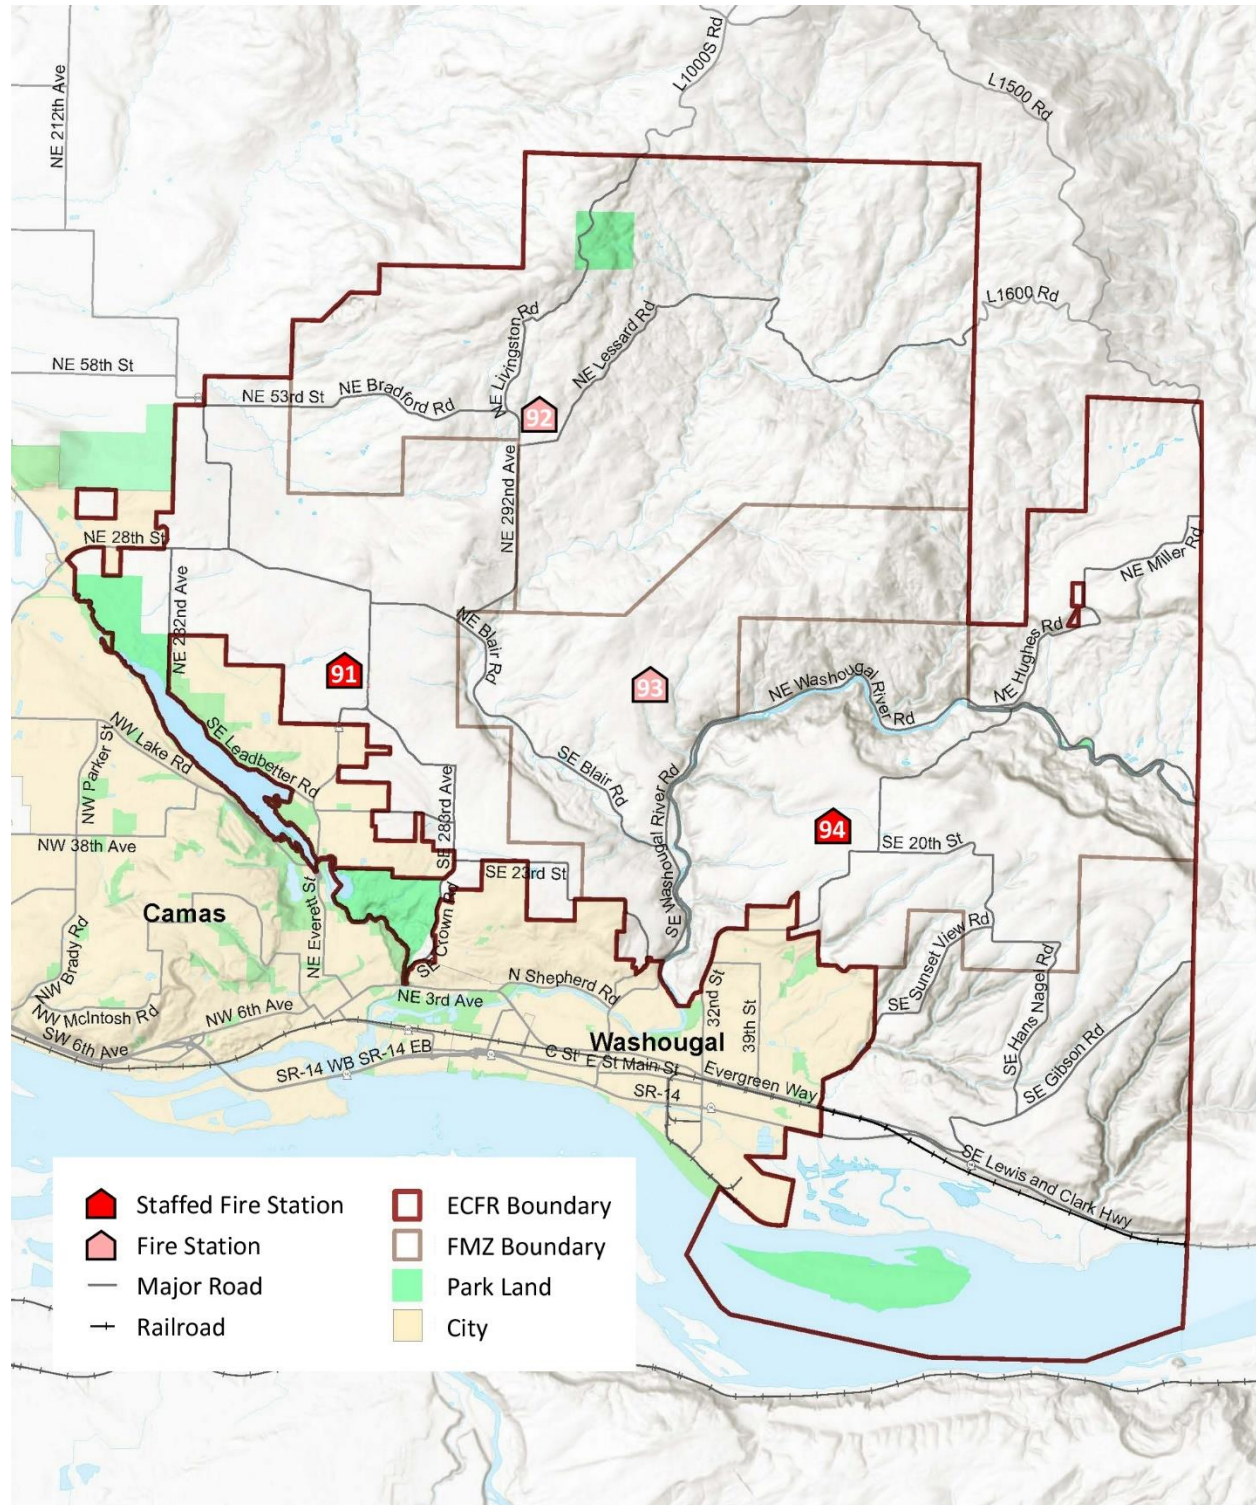 L1000S Rd
L1500 Rd
NE 212th Ave
L1600 Rd
NE Livingston Rd
NE Lessard Rd
NE 58th St
NE 53rd St
NE Bradford Rd
92
NE 292nd Ave
NE 28th St
NE Miller Rd
NE 232nd Ave
NE Blair Rd
NE Hughes Rd
91
93
NE Washougal River Rd
NW Lake Rd
SE Leadbetter Rd
NW Parker St
SE Blair Rd
SE Washougal River Rd
94
SE 283rd Ave
NW 38th Ave
SE 20th St
SE 23rd St
Camas
NE Everett St
SE Crown Rd
SE Sunset View Rd
NW Brady Rd
SE Hans Nagel Rd
N Shepherd Rd
32nd St
39th St
NE 3rd Ave
NW McIntosh Rd
NW 6th Ave
SW 6th Ave
Washougal
C St
E St
Main St
Evergreen Way
SR-14 WB
SR-14 EB
SR-14
SE Gibson Rd
SE Lewis and Clark Hwy
Staffed Fire Station
Fire Station
Major Road
Railroad
ECFR Boundary
FMZ Boundary
Park Land
City